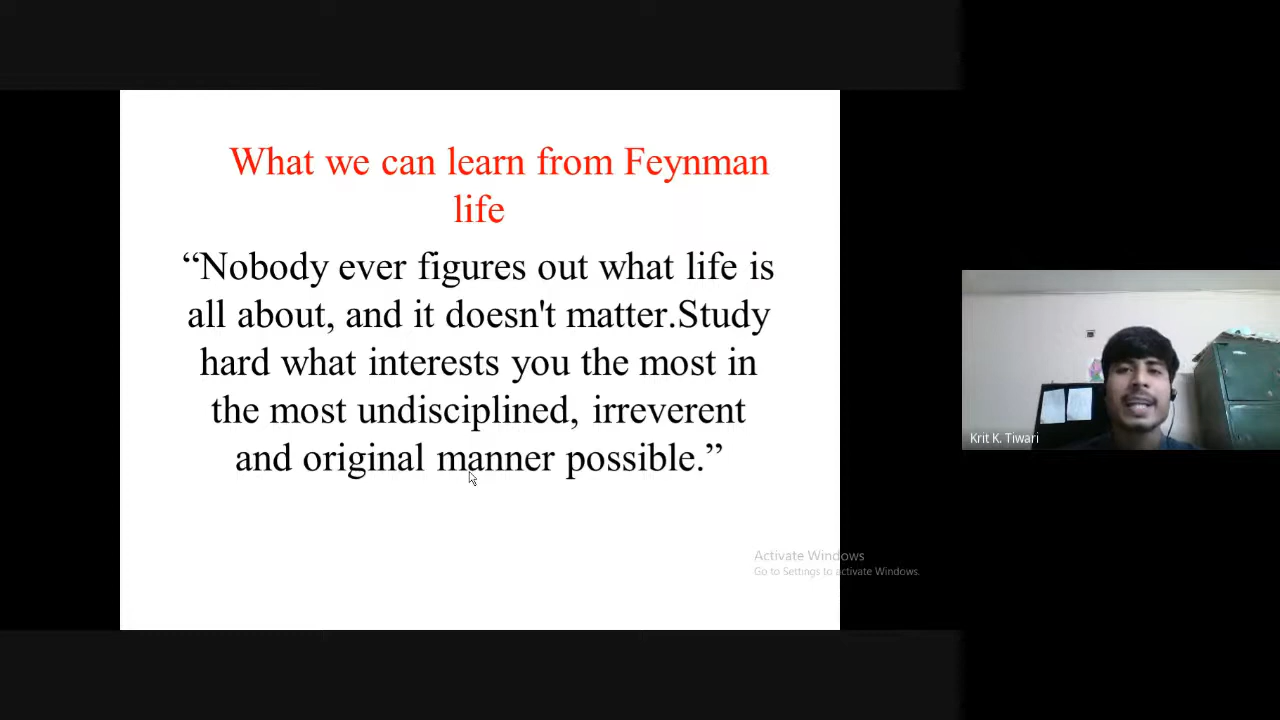 What we can learn from Feynman
life
“Nobody ever figures out what life is
all about, and it doesn't matter.Study
hard what interests you the most in
the most undisciplined, irreverent
and original manner possible.”
Krit K. Tiwari
Activate Windows
Go to Settings to activate Windows.